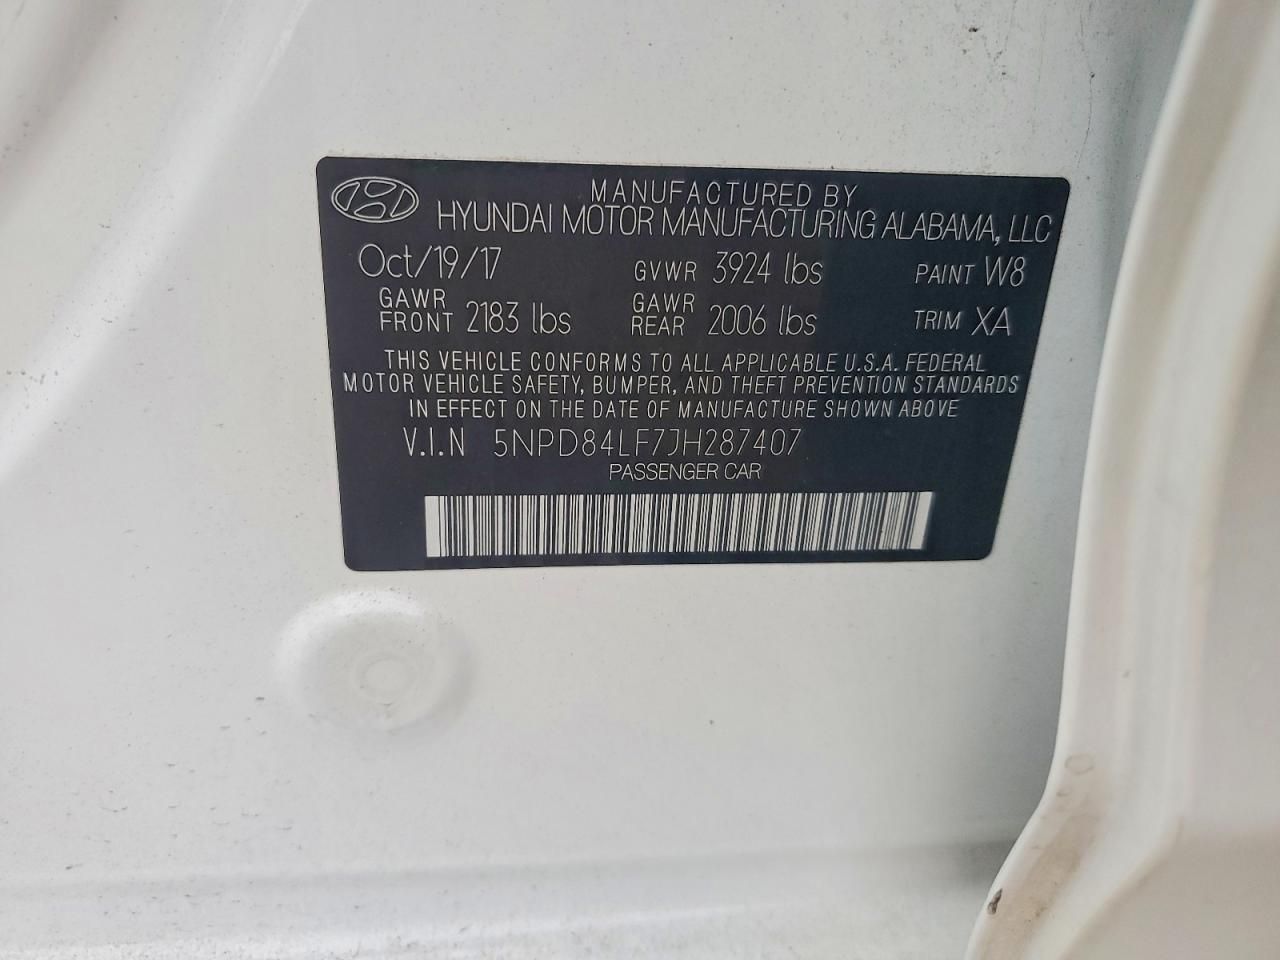 MANUFACTURED BY
HYUNDAI MOTOR MANUFACTURING ALABAMA, LLC
Oct/19/17 GVWR 3924 lbs PAINT W8
GAWR FRONT 2183 lbs GAWR REAR 2006 lbs TRIM XA
THIS VEHICLE CONFORMS TO ALL APPLICABLE U.S.A. FEDERAL
MOTOR VEHICLE SAFETY, BUMPER, AND THEFT PREVENTION STANDARDS
IN EFFECT ON THE DATE OF MANUFACTURE SHOWN ABOVE
V.I.N 5NPD84LF7JH287407
PASSENGER CAR